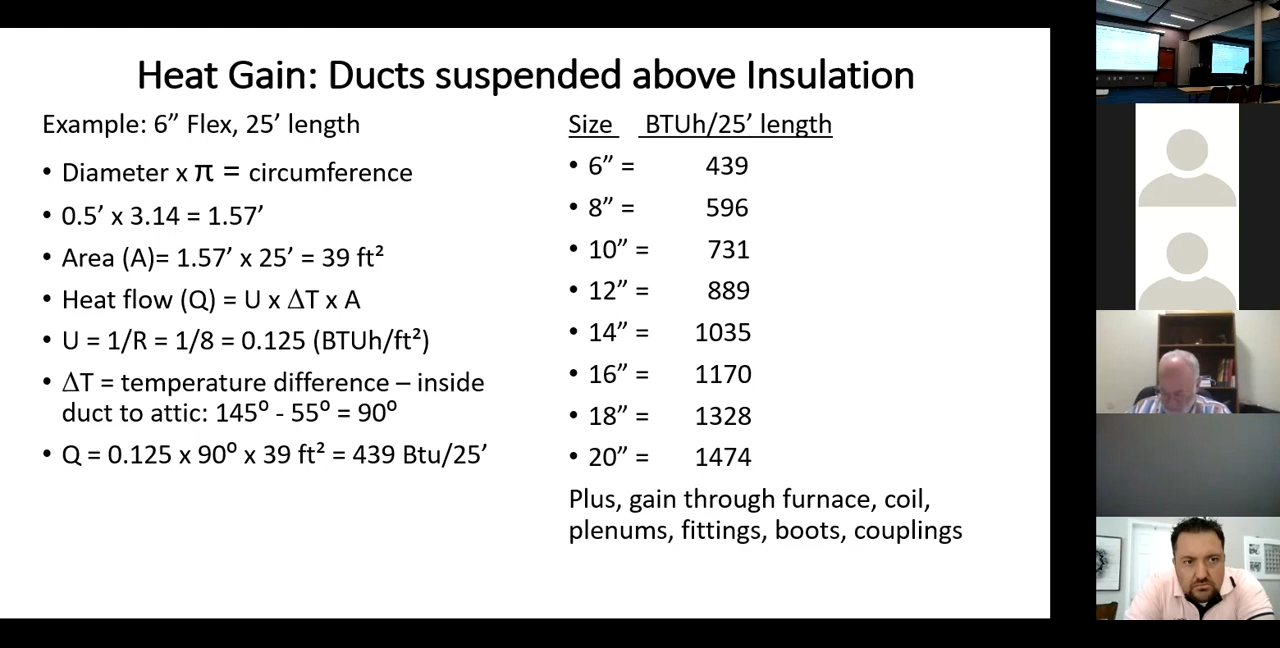 Heat Gain: Ducts suspended above Insulation
Example: 6” Flex, 25’ length
• Diameter x π = circumference
• 0.5’ x 3.14 = 1.57’
• Area (A)= 1.57’ x 25’ = 39 ft²
• Heat flow (Q) = U x ΔT x A
• U = 1/R = 1/8 = 0.125 (BTUh/ft²)
• ΔT = temperature difference – inside
duct to attic: 145⁰ - 55⁰ = 90⁰
• Q = 0.125 x 90⁰ x 39 ft² = 439 Btu/25’
Size BTUh/25’ length
• 6” = 439
• 8” = 596
• 10” = 731
• 12” = 889
• 14” = 1035
• 16” = 1170
• 18” = 1328
• 20” = 1474
Plus, gain through furnace, coil,
plenums, fittings, boots, couplings